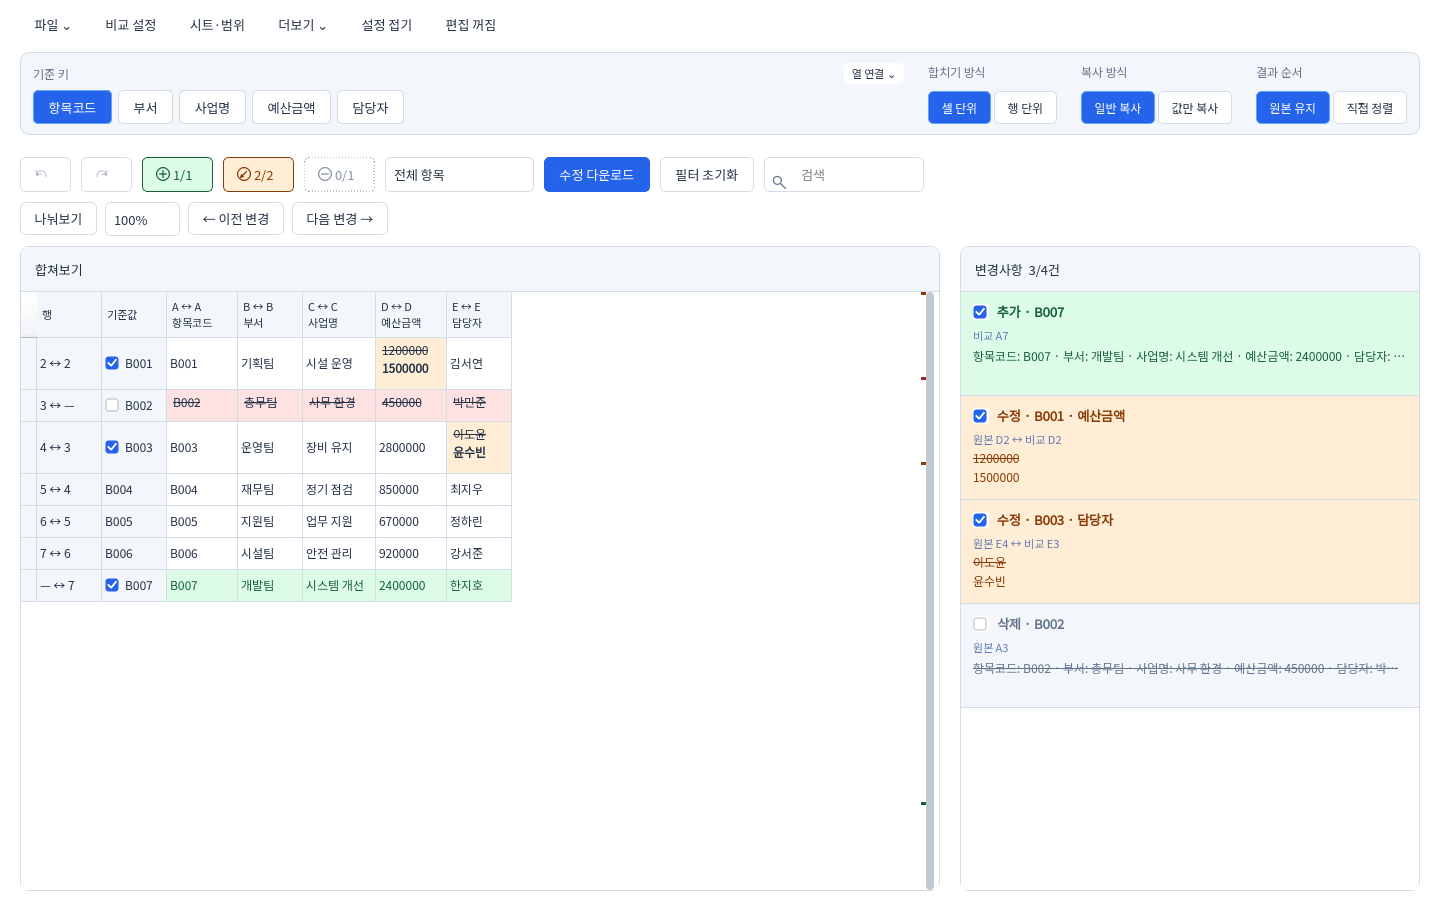 파일 ⌄ 비교 설정 시트·범위 더보기 ⌄ 설정 접기 편집 꺼짐
기준 키 열 연결 ⌄ 합치기 방식 복사 방식 결과 순서
항목코드 부서 사업명 예산금액 담당자 셀 단위 행 단위 일반 복사 값만 복사 원본 유지 직접 정렬
1/1 2/2 0/1 전체 항목 수정 다운로드 필터 초기화 검색
나눠보기 100% ← 이전 변경 다음 변경 →
합쳐보기
행 기준값 A ↔ A B ↔ B C ↔ C D ↔ D E ↔ E
항목코드 부서 사업명 예산금액 담당자
2 ↔ 2 B001 B001 기획팀 시설 운영 1200000 김서연
1500000
3 ↔ — B002 B002 총무팀 사무 환경 450000 박민준
4 ↔ 3 B003 B003 운영팀 장비 유지 2800000 이도윤
윤수빈
5 ↔ 4 B004 B004 재무팀 정기 점검 850000 최지우
6 ↔ 5 B005 B005 지원팀 업무 지원 670000 정하린
7 ↔ 6 B006 B006 시설팀 안전 관리 920000 강서준
— ↔ 7 B007 B007 개발팀 시스템 개선 2400000 한지호
변경사항 3/4건
추가 · B007
비교 A7
항목코드: B007 · 부서: 개발팀 · 사업명: 시스템 개선 · 예산금액: 2400000 · 담당자: …
수정 · B001 · 예산금액
원본 D2 ↔ 비교 D2
1200000
1500000
수정 · B003 · 담당자
원본 E4 ↔ 비교 E3
이도윤
윤수빈
삭제 · B002
원본 A3
항목코드: B002 · 부서: 총무팀 · 사업명: 사무 환경 · 예산금액: 450000 · 담당자: 박…